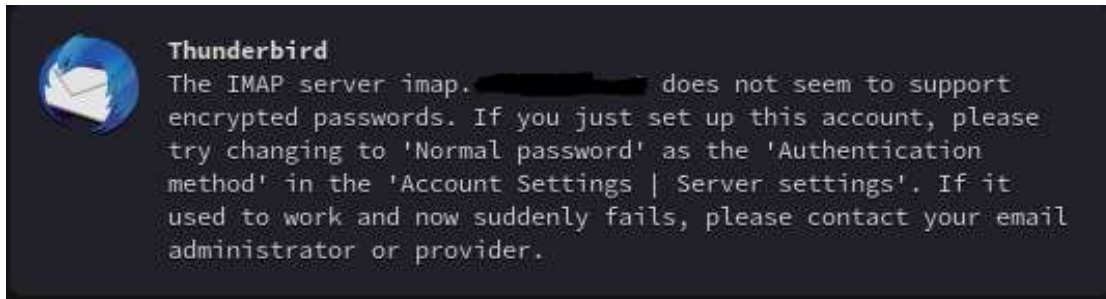 Thunderbird
The IMAP server imap. does not seem to support
encrypted passwords. If you just set up this account, please
try changing to 'Normal password' as the 'Authentication
method' in the 'Account Settings | Server settings'. If it
used to work and now suddenly fails, please contact your email
administrator or provider.